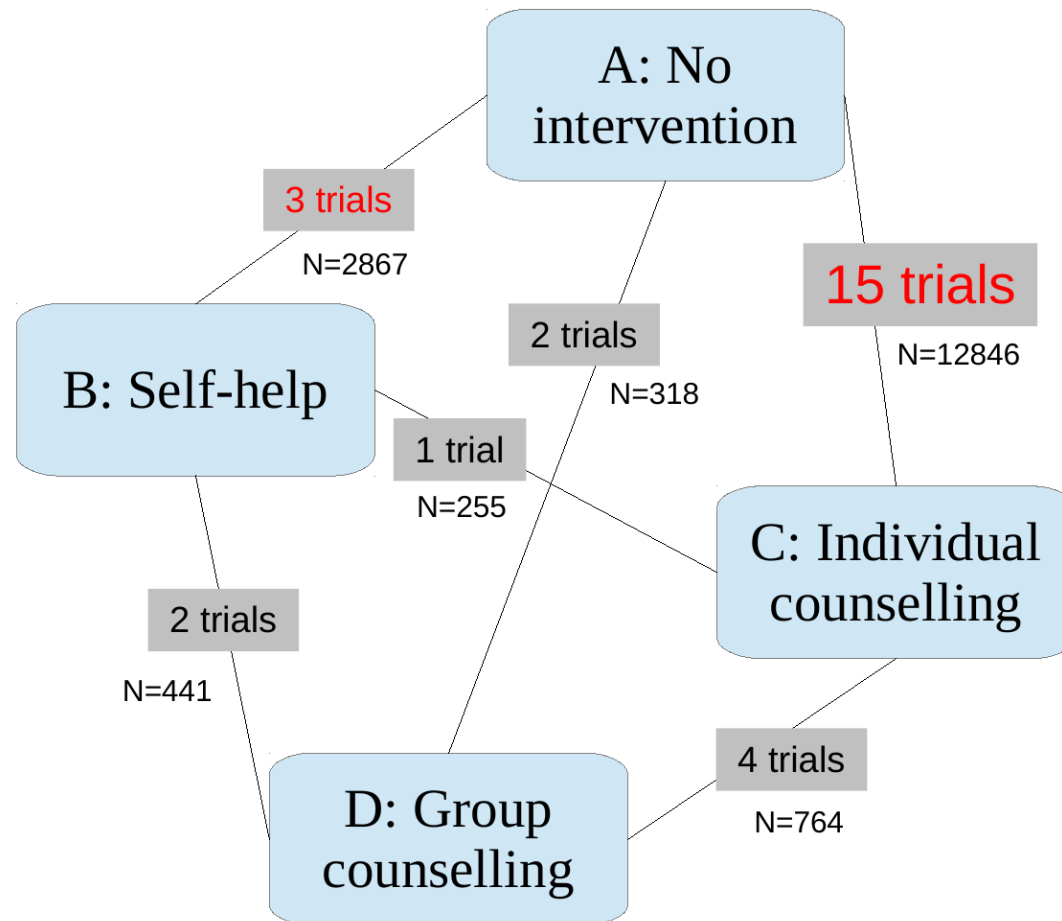 A: No
intervention
3 trials
N=2867
15 trials
N=12846
2 trials
N=318
B: Self-help
1 trial
N=255
C: Individual
counselling
2 trials
N=441
4 trials
N=764
D: Group
counselling